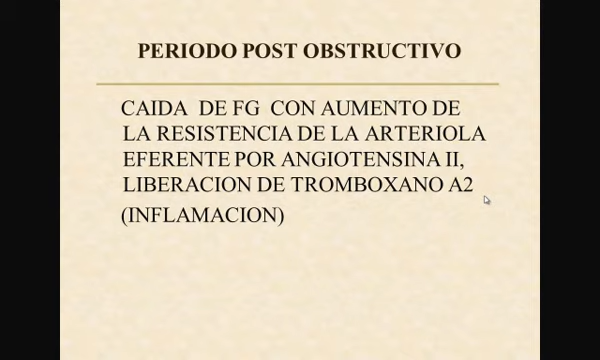 PERIODO POST OBSTRUCTIVO
CAIDA DE FG CON AUMENTO DE
LA RESISTENCIA DE LA ARTERIOLA
EFERENTE POR ANGIOTENSINA II,
LIBERACION DE TROMBOXANO A2
(INFLAMACION)